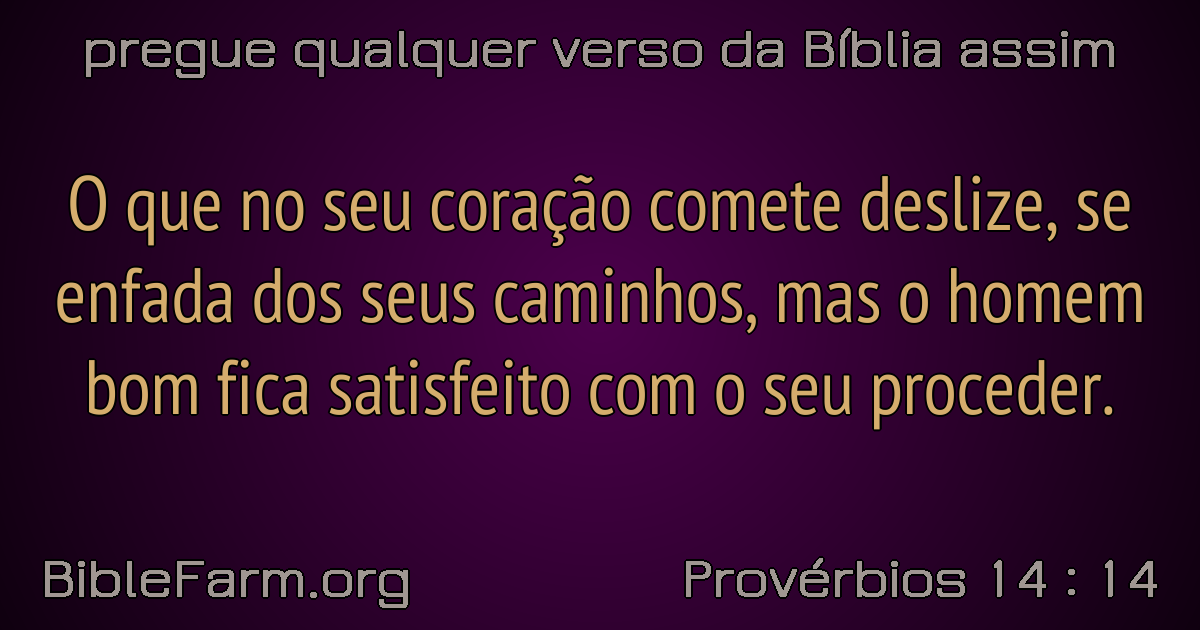 pregue qualquer verso da Bíblia assim
O que no seu coração comete deslize, se
enfada dos seus caminhos, mas o homem
bom fica satisfeito com o seu proceder.
BibleFarm.org
Provérbios 14 : 14